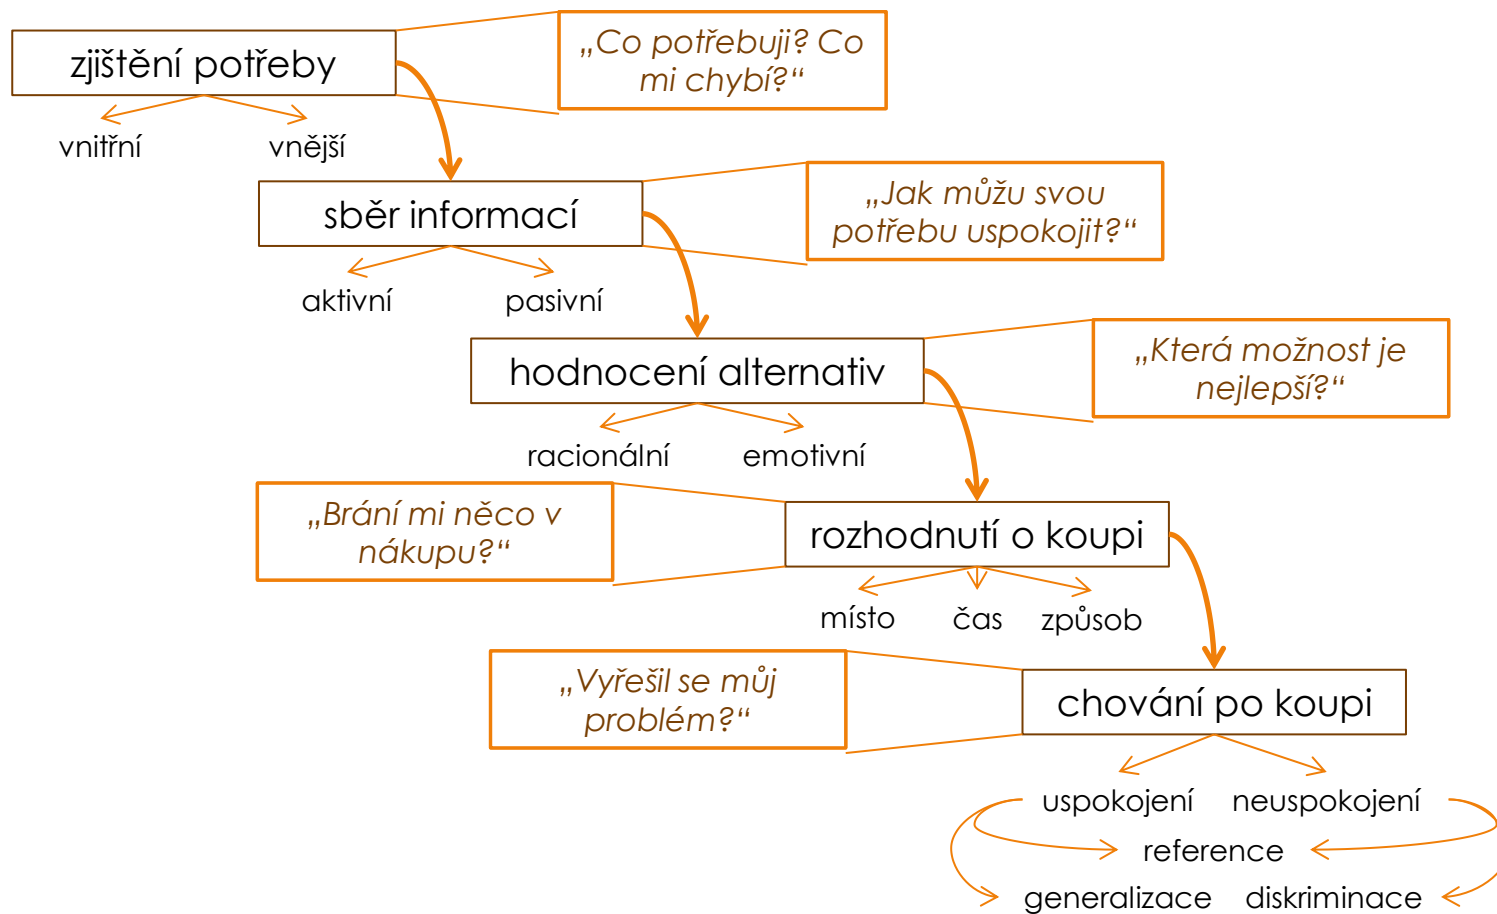 zjištění potřeby
„Co potřebuji? Co
mi chybí?“
vnitřní
vnější
sběr informací
„Jak můžu svou
potřebu uspokojit?“
aktivní
pasivní
hodnocení alternativ
„Která možnost je
nejlepší?“
racionální
emotivní
„Brání mi něco v
nákupu?“
rozhodnutí o koupi
místo
čas
způsob
„Vyřešil se můj
problém?“
chování po koupi
uspokojení
neuspokojení
reference
generalizace
diskriminace